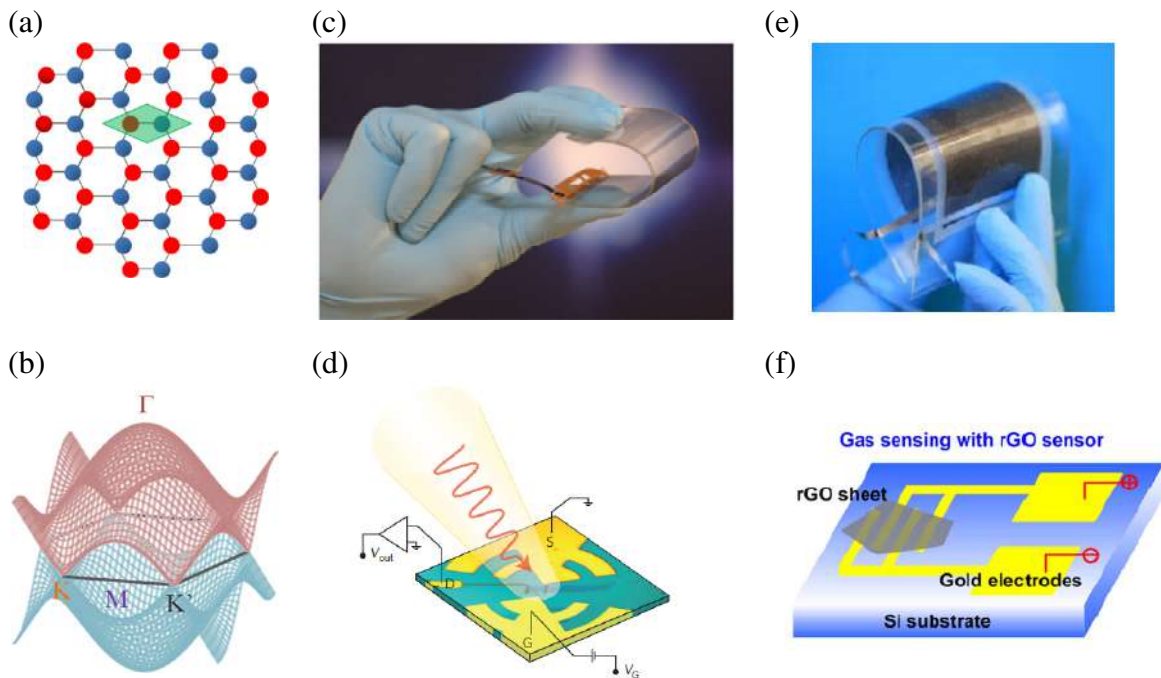 (a)
(c)
(e)
(b)
Γ
K
M
K`
(d)
S
V_out
D
G
V_G
(f)
Gas sensing with rGO sensor
rGO sheet
⊕
Gold electrodes
⊖
Si substrate